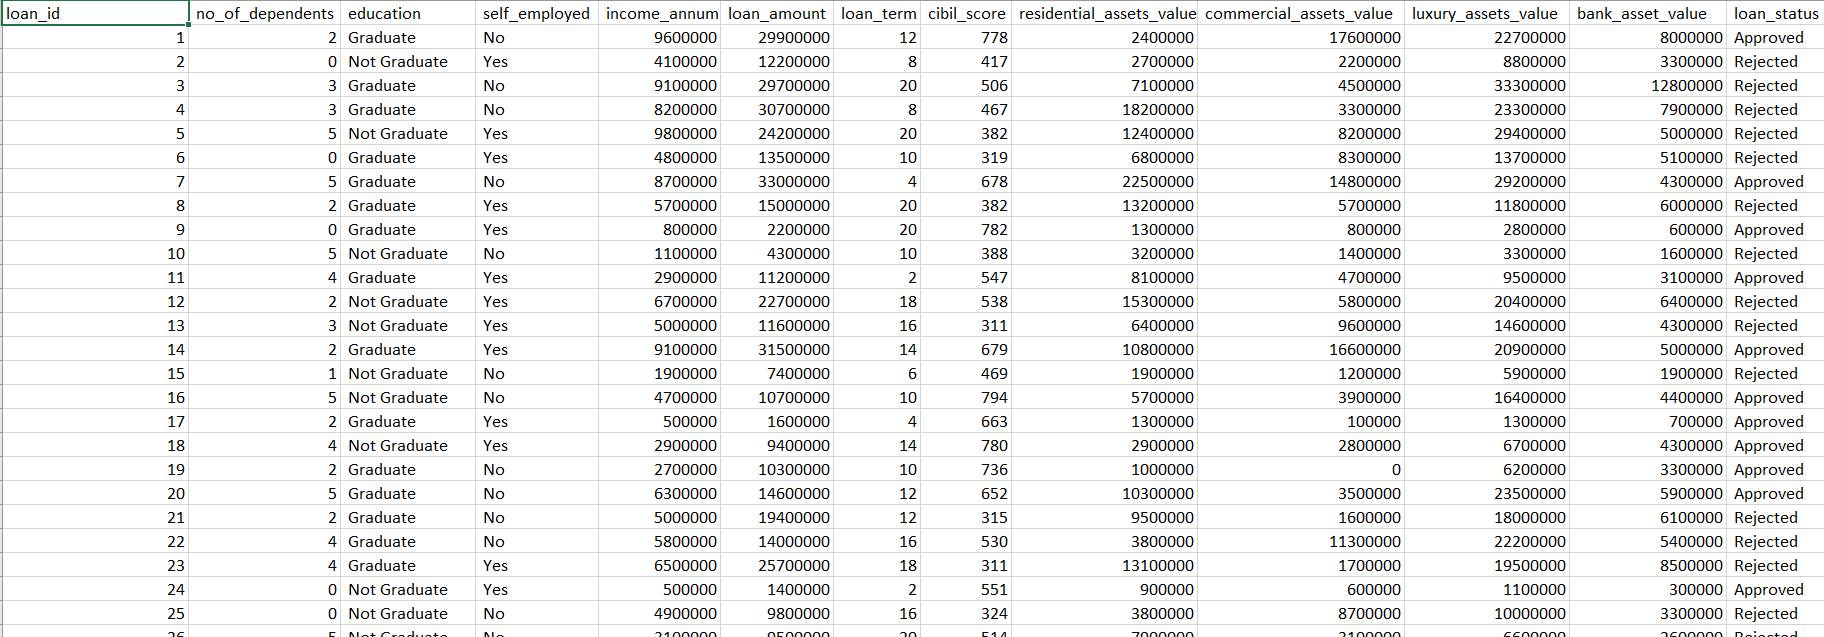 loan_id no_of_dependents education self_employed income_annum loan_amount loan_term cibil_score residential_assets_value commercial_assets_value luxury_assets_value bank_asset_value loan_status
1 2 Graduate No 9600000 29900000 12 778 2400000 17600000 22700000 8000000 Approved
2 0 Not Graduate Yes 4100000 12200000 8 417 2700000 2200000 8800000 3300000 Rejected
3 3 Graduate No 9100000 29700000 20 506 7100000 4500000 33300000 12800000 Rejected
4 3 Graduate No 8200000 30700000 8 467 18200000 3300000 23300000 7900000 Rejected
5 5 Not Graduate Yes 9800000 24200000 20 382 12400000 8200000 29400000 5000000 Rejected
6 0 Graduate Yes 4800000 13500000 10 319 6800000 8300000 13700000 5100000 Rejected
7 5 Graduate No 8700000 33000000 4 678 22500000 14800000 29200000 4300000 Approved
8 2 Graduate Yes 5700000 15000000 20 382 13200000 5700000 11800000 6000000 Rejected
9 0 Graduate Yes 800000 2200000 20 782 1300000 800000 2800000 600000 Approved
10 5 Not Graduate No 1100000 4300000 10 388 3200000 1400000 3300000 1600000 Rejected
11 4 Graduate Yes 2900000 11200000 2 547 8100000 4700000 9500000 3100000 Approved
12 2 Not Graduate Yes 6700000 22700000 18 538 15300000 5800000 20400000 6400000 Rejected
13 3 Not Graduate Yes 5000000 11600000 16 311 6400000 9600000 14600000 4300000 Rejected
14 2 Graduate Yes 9100000 31500000 14 679 10800000 16600000 20900000 5000000 Approved
15 1 Not Graduate No 1900000 7400000 6 469 1900000 1200000 5900000 1900000 Rejected
16 5 Not Graduate No 4700000 10700000 10 794 5700000 3900000 16400000 4400000 Approved
17 2 Graduate Yes 500000 1600000 4 663 1300000 100000 1300000 700000 Approved
18 4 Not Graduate Yes 2900000 9400000 14 780 2900000 2800000 6700000 4300000 Approved
19 2 Graduate No 2700000 10300000 10 736 1000000 0 6200000 3300000 Approved
20 5 Graduate No 6300000 14600000 12 652 10300000 3500000 23500000 5900000 Approved
21 2 Graduate No 5000000 19400000 12 315 9500000 1600000 18000000 6100000 Rejected
22 4 Graduate No 5800000 14000000 16 530 3800000 11300000 22200000 5400000 Rejected
23 4 Graduate Yes 6500000 25700000 18 311 13100000 1700000 19500000 8500000 Rejected
24 0 Not Graduate Yes 500000 1400000 2 551 900000 600000 1100000 300000 Approved
25 0 Not Graduate No 4900000 9800000 16 324 3800000 8700000 10000000 3300000 Rejected